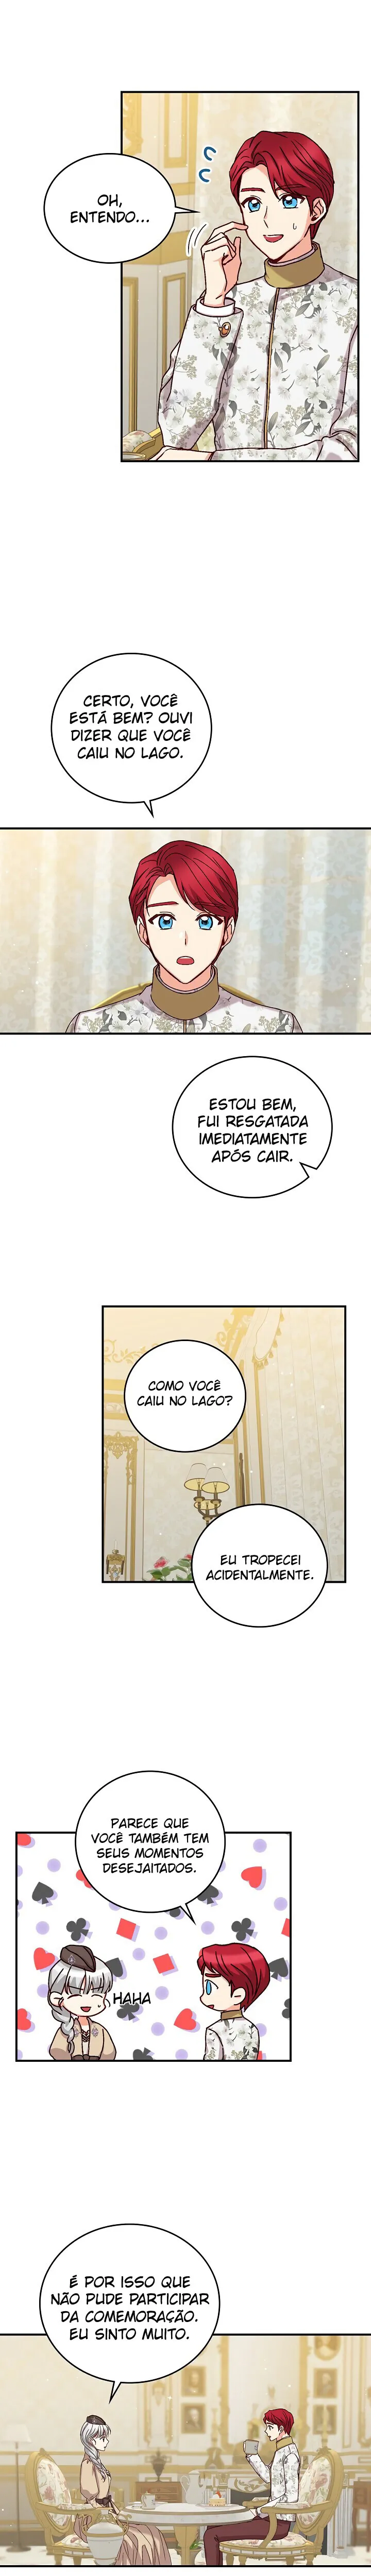 OH,
ENTENDO...
CERTO, VOCÊ
ESTÁ BEM? OUVI
DIZER QUE VOCÊ
CAIU NO LAGO.
ESTOU BEM,
FUI RESGATADA
IMEDIATAMENTE
APÓS CAIR.
COMO VOCÊ
CAIU NO LAGO?
EU TROPECEI
ACIDENTALMENTE.
PARECE QUE
VOCÊ TAMBÉM TEM
SEUS MOMENTOS
DESEJAITADOS.
HAHA
É POR ISSO QUE
NÃO PUDE PARTICIPAR
DA COMEMORAÇÃO.
EU SINTO MUITO.